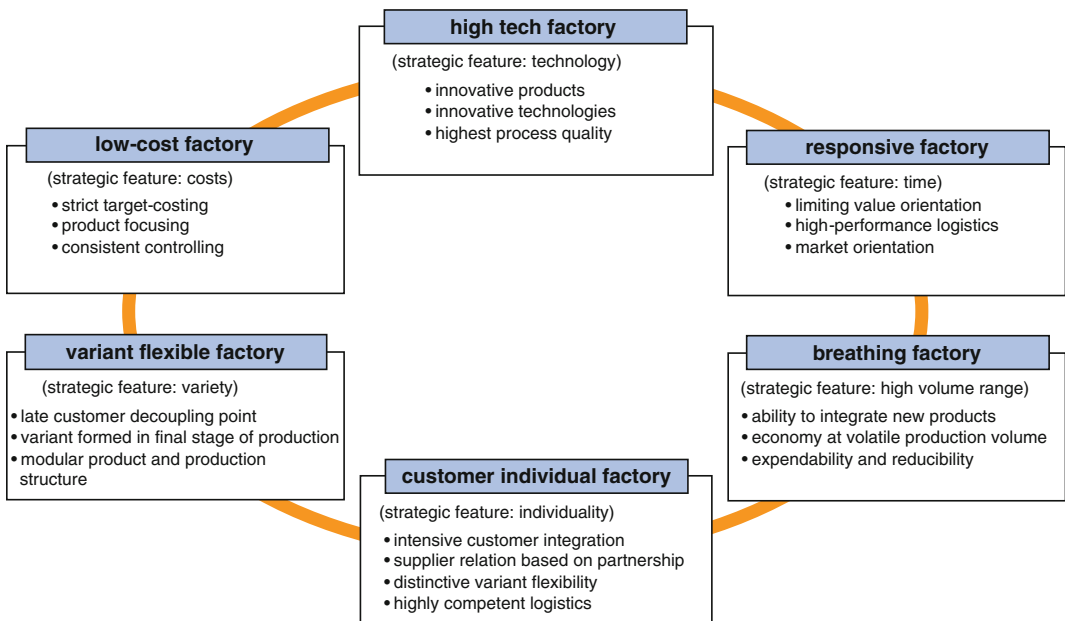 high tech factory
(strategic feature: technology)
• innovative products
• innovative technologies
• highest process quality
low-cost factory
(strategic feature: costs)
• strict target-costing
• product focusing
• consistent controlling
responsive factory
(strategic feature: time)
• limiting value orientation
• high-performance logistics
• market orientation
variant flexible factory
(strategic feature: variety)
• late customer decoupling point
• variant formed in final stage of production
• modular product and production
structure
breathing factory
(strategic feature: high volume range)
• ability to integrate new products
• economy at volatile production volume
• expendability and reducibility
customer individual factory
(strategic feature: individuality)
• intensive customer integration
• supplier relation based on partnership
• distinctive variant flexibility
• highly competent logistics